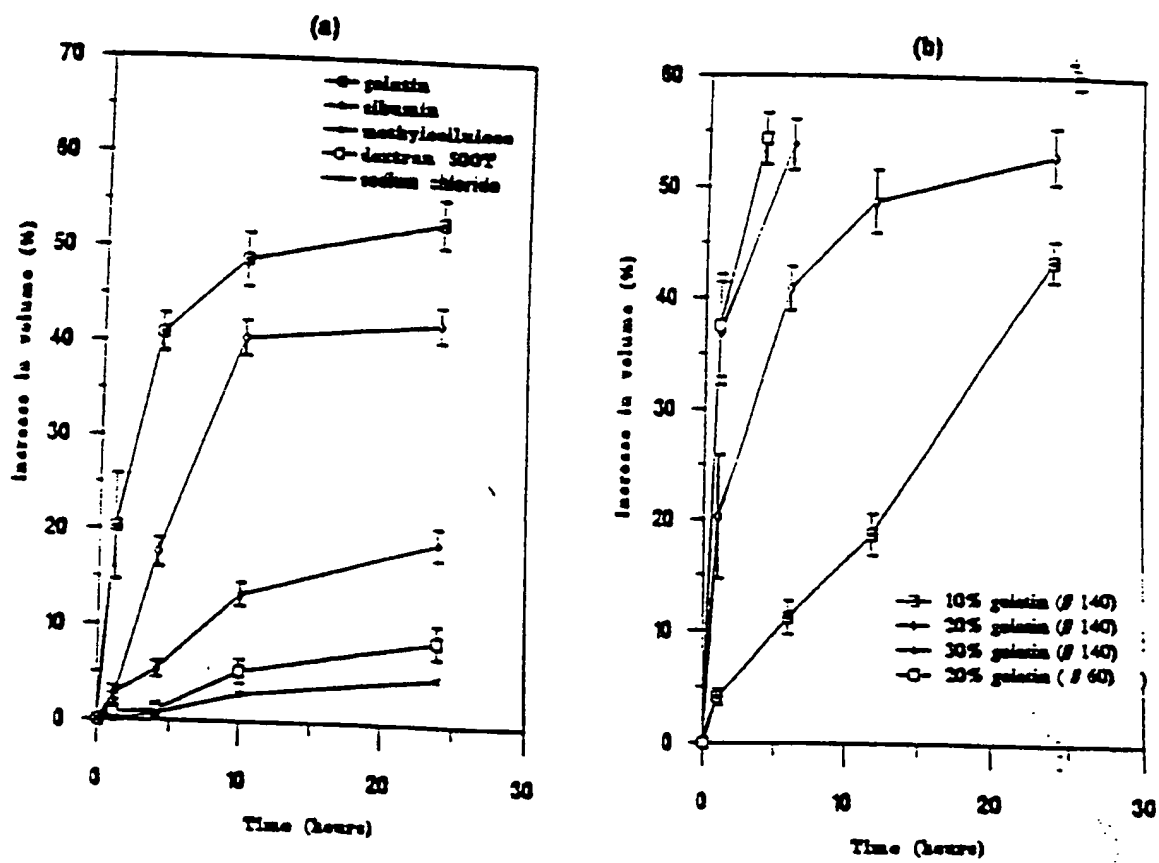 (a)
70
60
50
40
30
20
10
0
0
10
20
30
Increase in volume (%)
Time (hours)
gelatin
albumin
methylcellulose
dextran 500T
sodium chloride
(b)
60
50
40
30
20
10
0
0
10
20
30
Increase in volume (%)
Time (hours)
10% gelatin (# 140)
20% gelatin (# 140)
30% gelatin (# 140)
20% gelatin ( # 60)